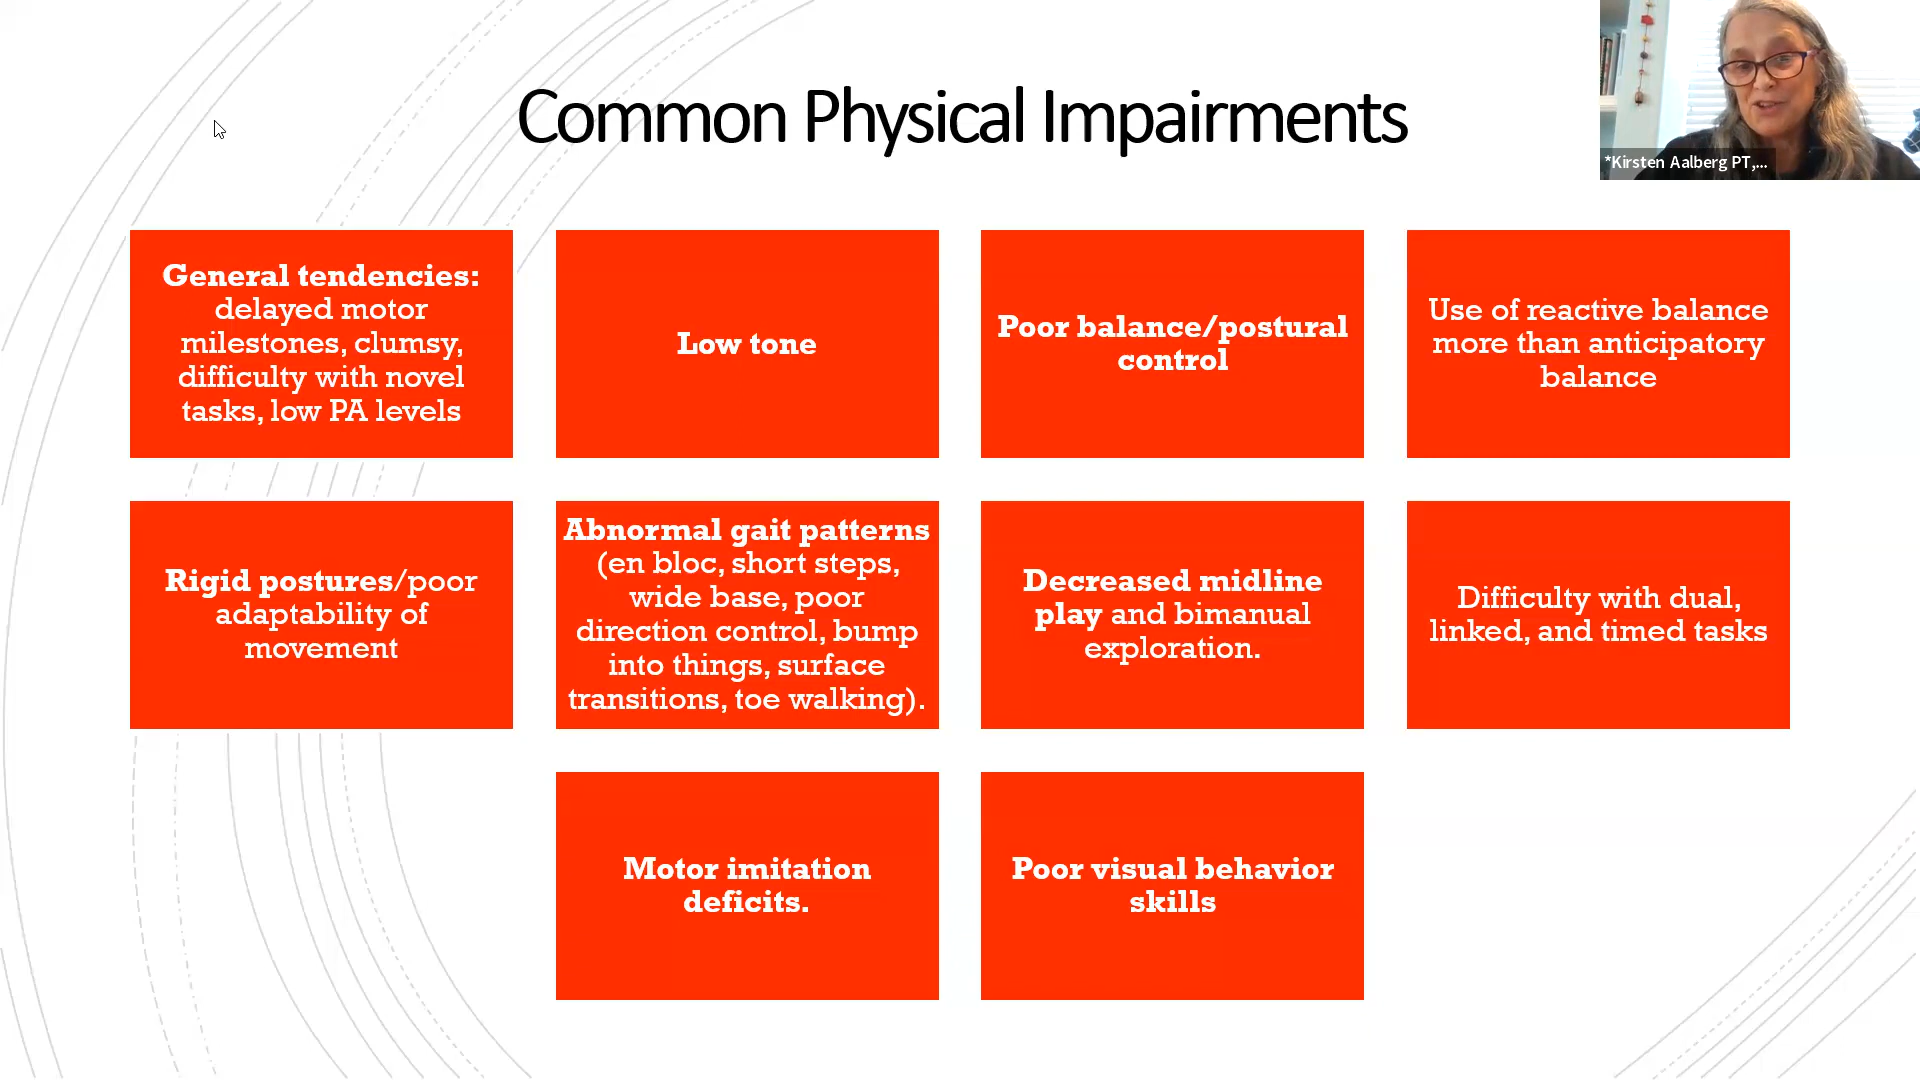 Common Physical Impairments
*Kirsten Aalberg PT,...
General tendencies:
delayed motor
milestones, clumsy,
difficulty with novel
tasks, low PA levels
Low tone
Poor balance/postural
control
Use of reactive balance
more than anticipatory
balance
Rigid postures/poor
adaptability of
movement
Abnormal gait patterns
(en bloc, short steps,
wide base, poor
direction control, bump
into things, surface
transitions, toe walking).
Decreased midline
play and bimanual
exploration.
Difficulty with dual,
linked, and timed tasks
Motor imitation
deficits.
Poor visual behavior
skills